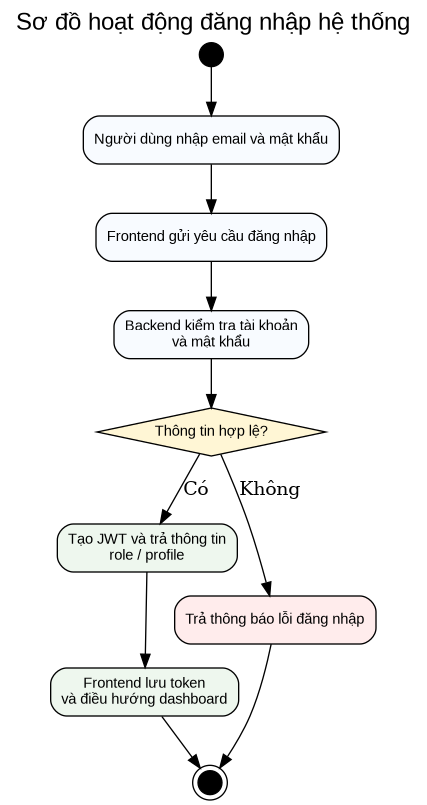 Sơ đồ hoạt động đăng nhập hệ thống
Người dùng nhập email và mật khẩu
Frontend gửi yêu cầu đăng nhập
Backend kiểm tra tài khoản
và mật khẩu
Thông tin hợp lệ?
Có
Không
Tạo JWT và trả thông tin
role / profile
Trả thông báo lỗi đăng nhập
Frontend lưu token
và điều hướng dashboard